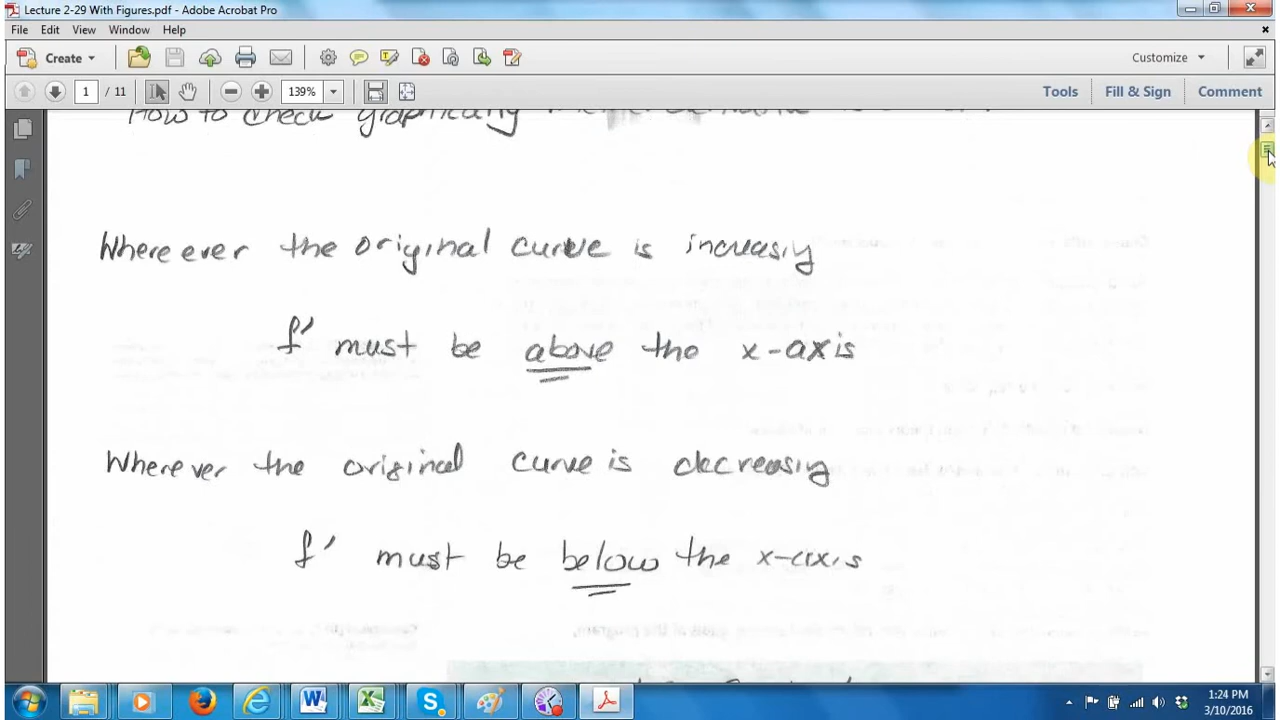 Lecture 2-29 With Figures.pdf - Adobe Acrobat Pro
File Edit View Window Help
Create Customize
1 / 11 139% Tools Fill & Sign Comment
How to check graphically
Where ever the original curve is increasing
f' must be above the x-axis
Where ver the original curve is decreasing
f' must be below the x-axis
1:24 PM
3/10/2016